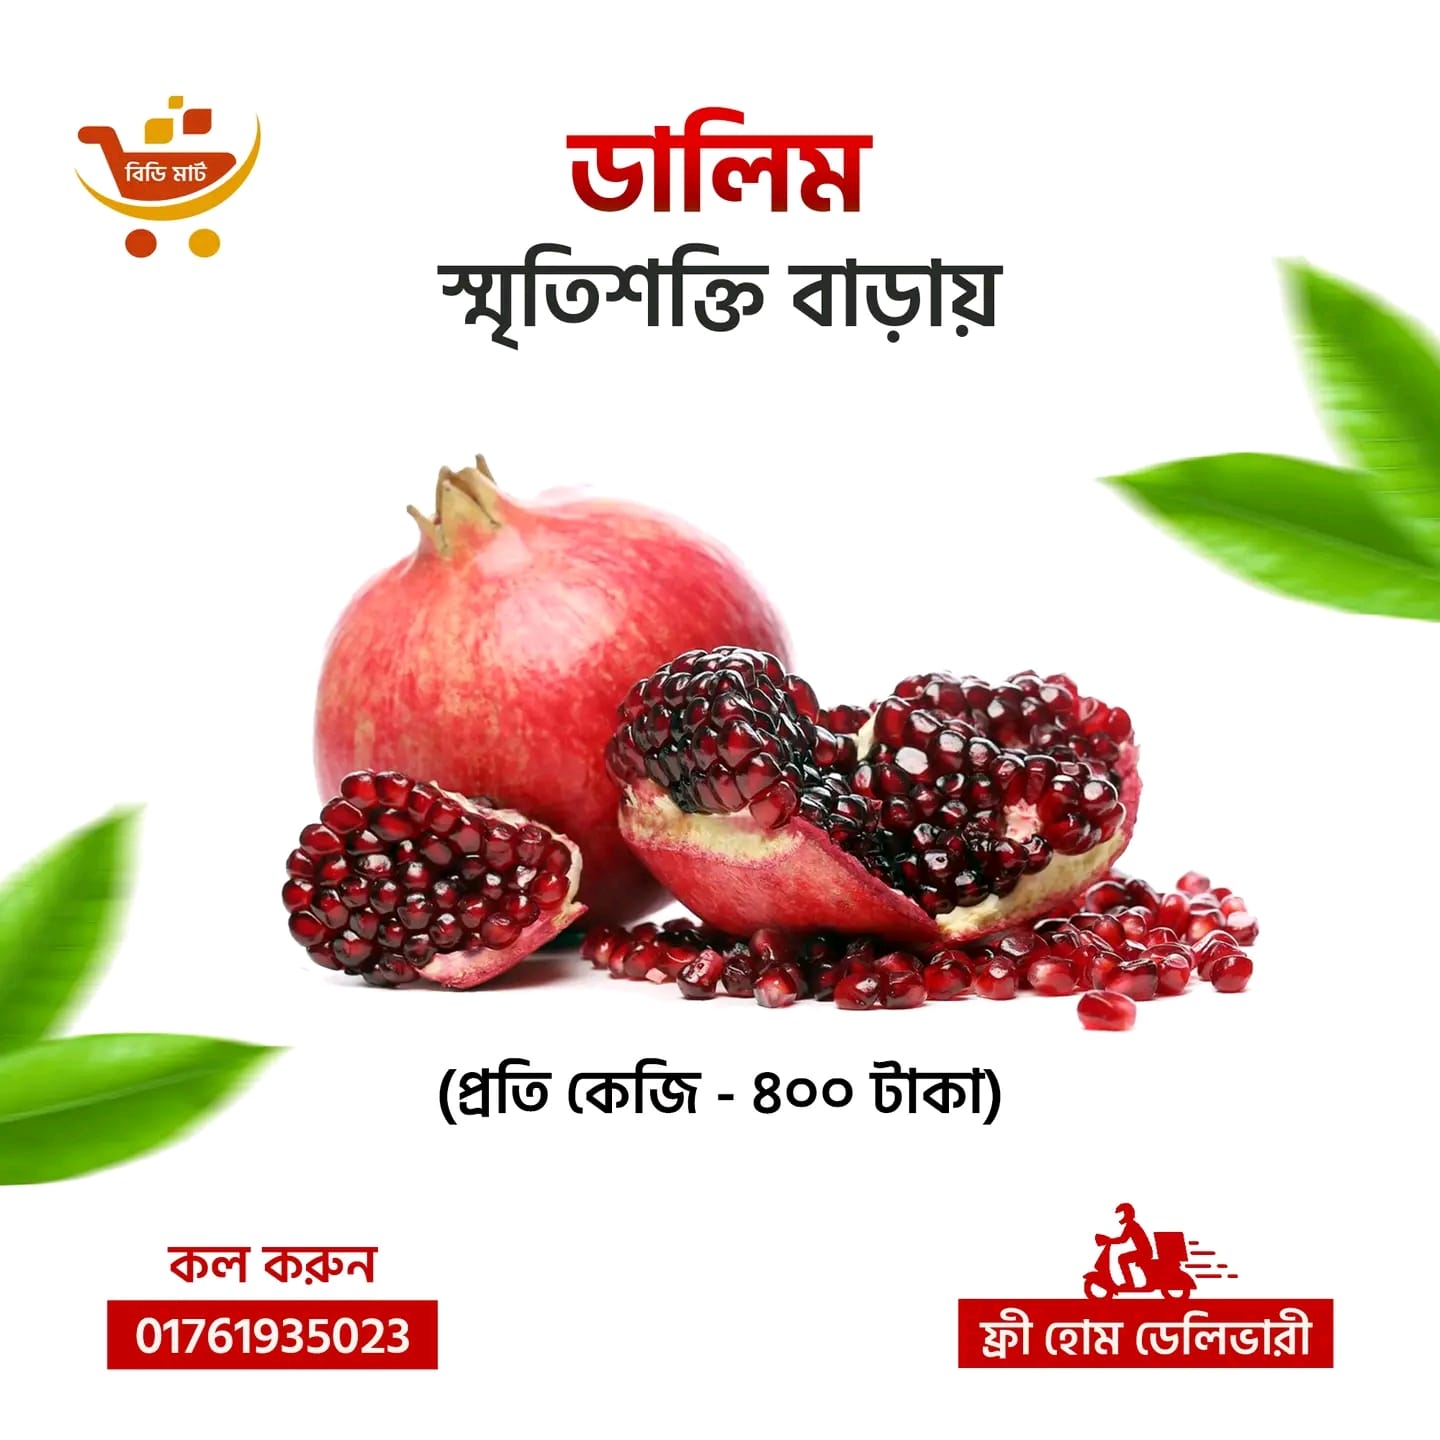 বিডি মার্ট
ডালিম
স্মৃতিশক্তি বাড়ায়
(প্রতি কেজি - ৪০০ টাকা)
কল করুন
01761935023
ফ্রী হোম ডেলিভারী